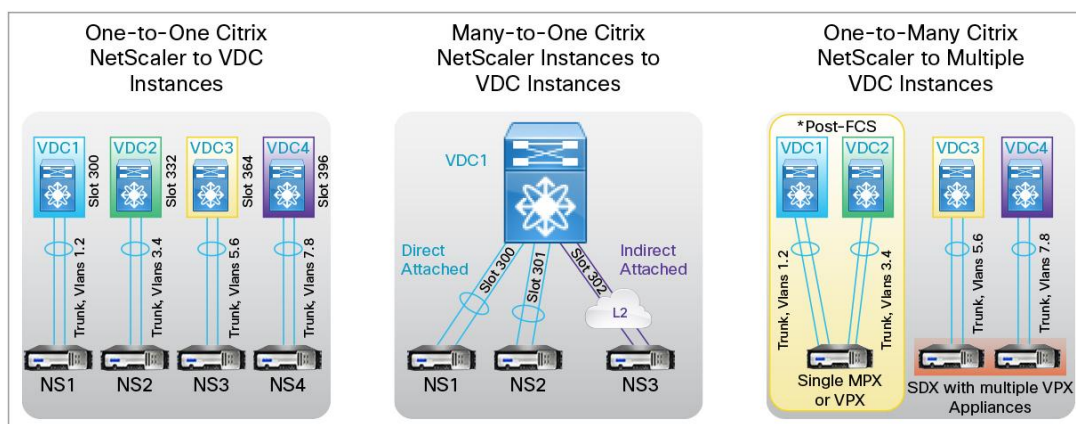 One-to-One Citrix
NetScaler to VDC
Instances
VDC1
Slot 300
VDC2
Slot 332
VDC3
Slot 364
VDC4
Slot 396
Trunk, Vlans 1.2
Trunk, Vlans 3.4
Trunk, Vlans 5.6
Trunk, Vlans 7.8
NS1
NS2
NS3
NS4
Many-to-One Citrix
NetScaler Instances to
VDC Instances
VDC1
Direct
Attached
Slot 300
Slot 301
Slot 302
Indirect
Attached
L2
NS1
NS2
NS3
One-to-Many Citrix
NetScaler to Multiple
VDC Instances
*Post-FCS
VDC1
VDC2
VDC3
VDC4
Trunk, Vlans 1.2
Trunk, Vlans 3.4
Trunk, Vlans 5.6
Trunk, Vlans 7.8
Single MPX
or VPX
SDX with multiple VPX
Appliances